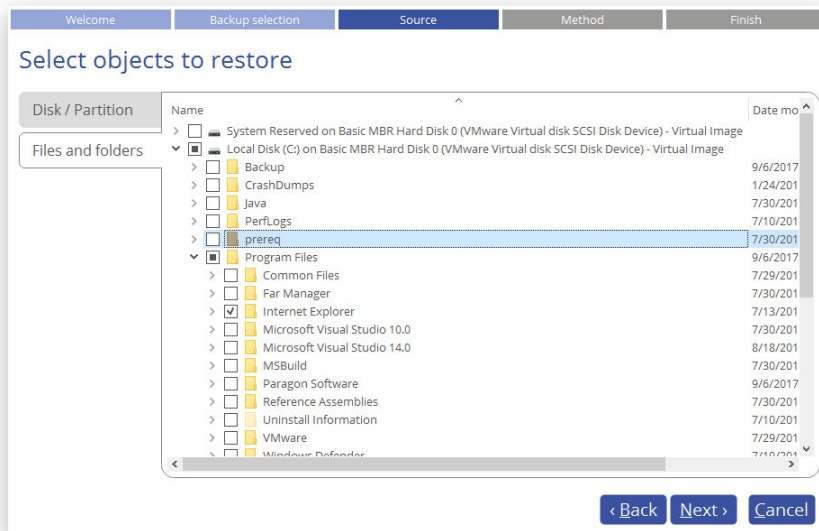 Welcome Backup selection Source Method Finish
Select objects to restore
Disk / Partition
Files and folders
Name Date mo
System Reserved on Basic MBR Hard Disk 0 (VMware Virtual disk SCSI Disk Device) - Virtual Image
Local Disk (C:) on Basic MBR Hard Disk 0 (VMware Virtual disk SCSI Disk Device) - Virtual Image
Backup 9/6/2017
CrashDumps 1/24/201
Java 7/30/201
PerfLogs 7/10/201
prereq 7/30/201
Program Files 9/6/2017
Common Files 7/29/201
Far Manager 7/30/201
Internet Explorer 7/13/201
Microsoft Visual Studio 10.0 7/30/201
Microsoft Visual Studio 14.0 8/18/201
MSBuild 7/30/201
Paragon Software 9/6/2017
Reference Assemblies 7/30/201
Uninstall Information 7/10/201
VMware 7/29/201
Windows Defender 7/10/201
‹ Back Next › Cancel